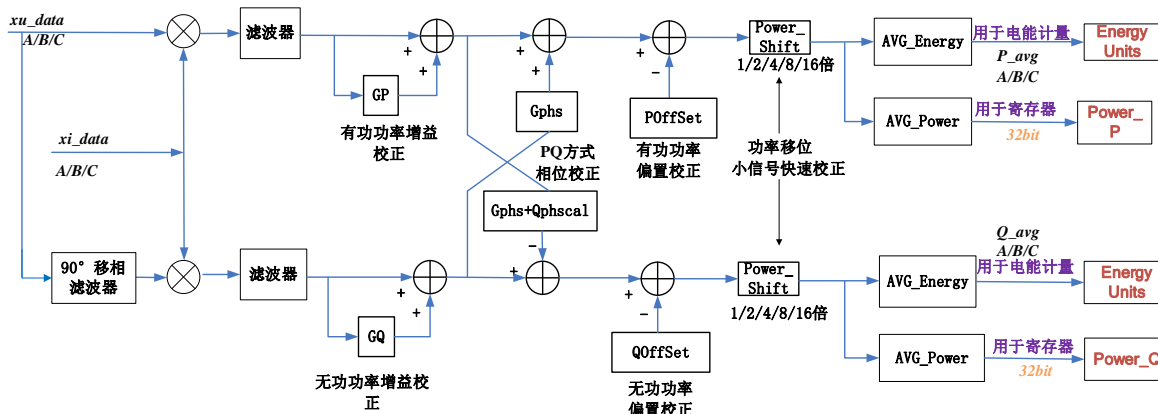 xu_data
A/B/C
滤波器
+
+
GP
有功功率增益
校正
+
+
Gphs
PQ方式
相位校正
+
−
POffSet
有功功率
偏置校正
Power_
Shift
1/2/4/8/16倍
AVG_Energy
用于电能计量
P_avg
A/B/C
Energy
Units
AVG_Power
用于寄存器
32bit
Power_
P
xi_data
A/B/C
功率移位
小信号快速校正
Gphs+Qphscal
90°移相
滤波器
滤波器
+
+
GQ
无功功率增益校
正
−
+
+
−
QOffSet
无功功率
偏置校正
Power_
Shift
1/2/4/8/16倍
AVG_Energy
Q_avg
A/B/C
用于电能计量
Energy
Units
AVG_Power
用于寄存器
32bit
Power_Q